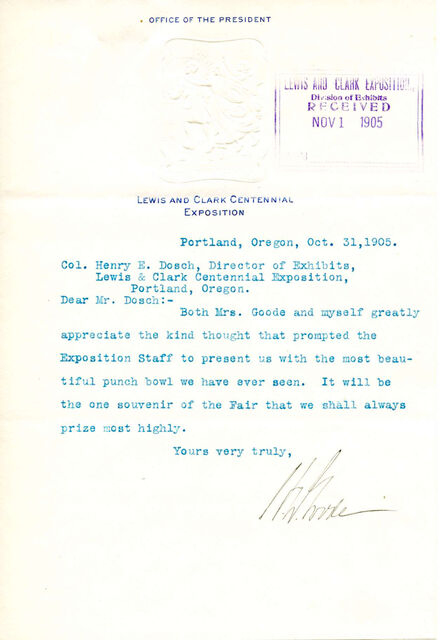 OFFICE OF THE PRESIDENT
LEWIS AND CLARK EXPOSITION
Division of Exhibits
RECEIVED
NOV 1 1905
LEWIS AND CLARK CENTENNIAL
EXPOSITION
Portland, Oregon, Oct. 31,1905.
Col. Henry E. Dosch, Director of Exhibits,
Lewis & Clark Centennial Exposition,
Portland, Oregon.
Dear Mr. Dosch:-
Both Mrs. Goode and myself greatly
appreciate the kind thought that prompted the
Exposition Staff to present us with the most beau-
tiful punch bowl we have ever seen. It will be
the one souvenir of the Fair that we shall always
prize most highly.
Yours very truly,
H. W. Goode